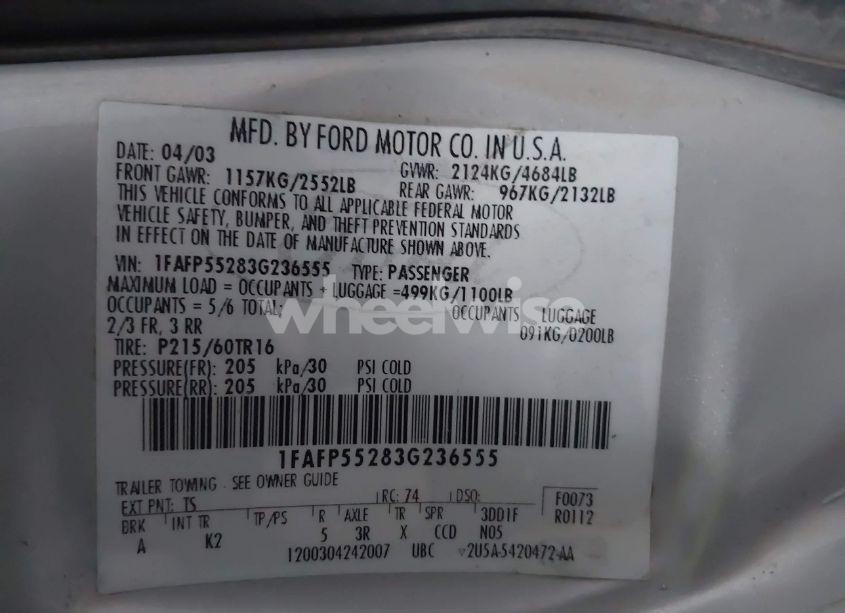 MFD. BY FORD MOTOR CO. IN U.S.A.
DATE: 04/03 GVWR: 2124KG/4684LB
FRONT GAWR: 1157KG/2552LB REAR GAWR: 967KG/2132LB
THIS VEHICLE CONFORMS TO ALL APPLICABLE FEDERAL MOTOR
VEHICLE SAFETY, BUMPER, AND THEFT PREVENTION STANDARDS
IN EFFECT ON THE DATE OF MANUFACTURE SHOWN ABOVE.
VIN: 1FAFP55283G236555 TYPE: PASSENGER
MAXIMUM LOAD = OCCUPANTS + LUGGAGE =499KG/1100LB
OCCUPANTS = 5/6 TOTAL: OCCUPANTS LUGGAGE
2/3 FR, 3 RR 091KG/0200LB
TIRE: P215/60TR16
PRESSURE(FR): 205 kPa/30 PSI COLD
PRESSURE(RR): 205 kPa/30 PSI COLD
wheelwise
1FAFP55283G236555
TRAILER TOWING - SEE OWNER GUIDE
EXT PNT: TS RC: 74 DSO: F0073
BRK INT TR TP/PS R AXLE TR SPR 3DD1F R0112
A K2 5 3R X CCD N05
1200304242007 UBC 2U5A-5420472-AA